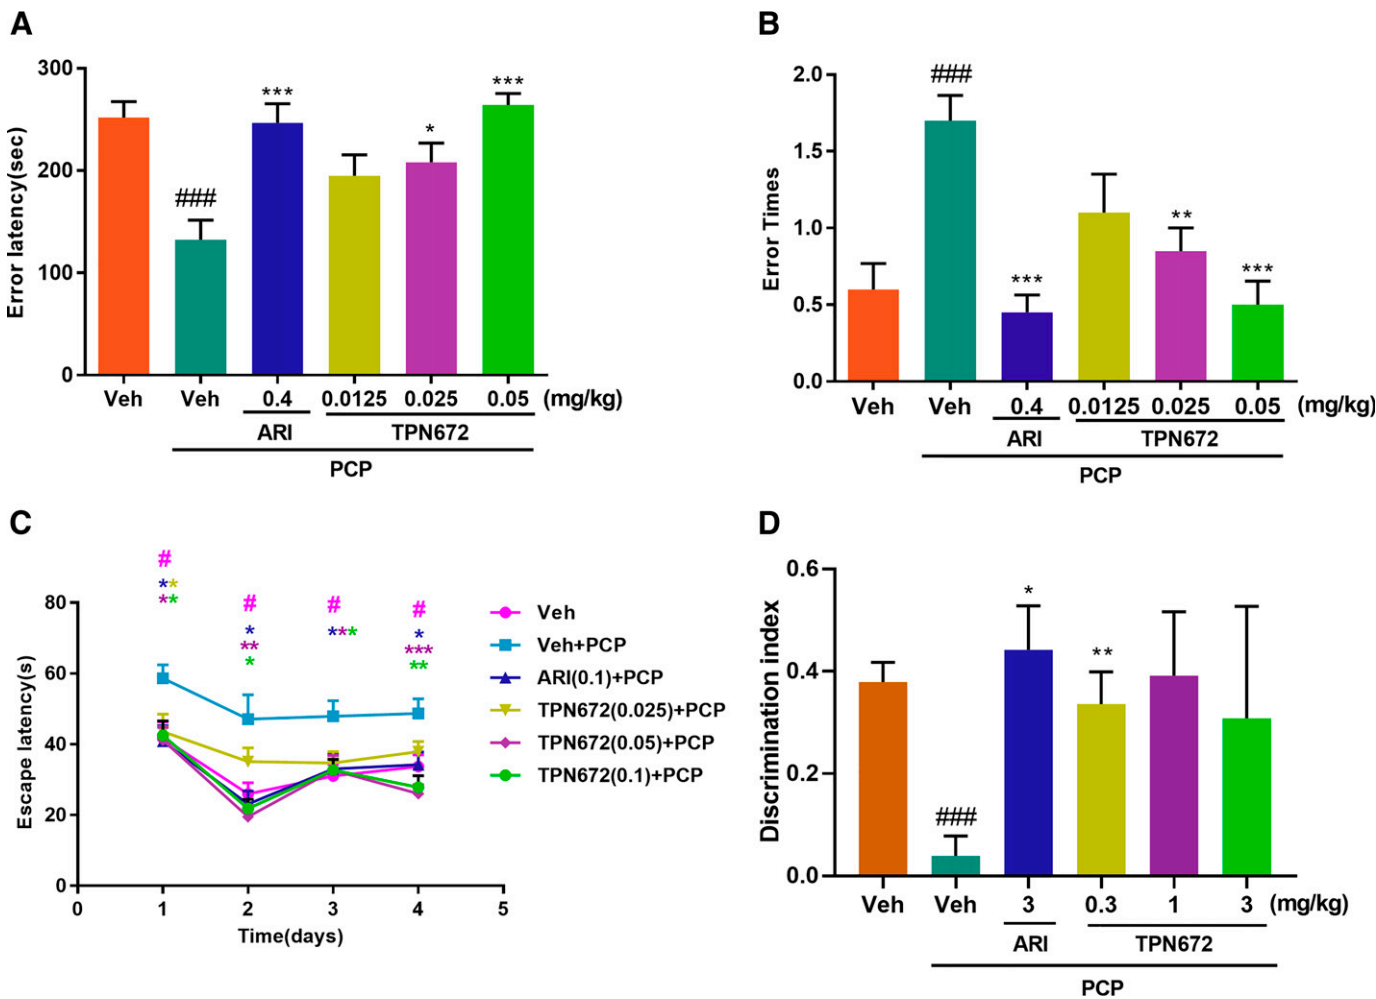 A
Error latency(sec)
300
200
100
0
###
***
*
***
Veh Veh 0.4 0.0125 0.025 0.05 (mg/kg)
ARI TPN672
PCP
B
Error Times
2.0
1.5
1.0
0.5
0.0
###
***
**
***
Veh Veh 0.4 0.0125 0.025 0.05 (mg/kg)
ARI TPN672
PCP
C
Escape latency(s)
80
60
40
20
0
#
**
**
#
*
**
*
#
****
#
*
***
**
0 1 2 3 4 5
Time(days)
Veh
Veh+PCP
ARI(0.1)+PCP
TPN672(0.025)+PCP
TPN672(0.05)+PCP
TPN672(0.1)+PCP
D
Discrimination index
0.6
0.4
0.2
0.0
###
*
**
Veh Veh 3 0.3 1 3 (mg/kg)
ARI TPN672
PCP